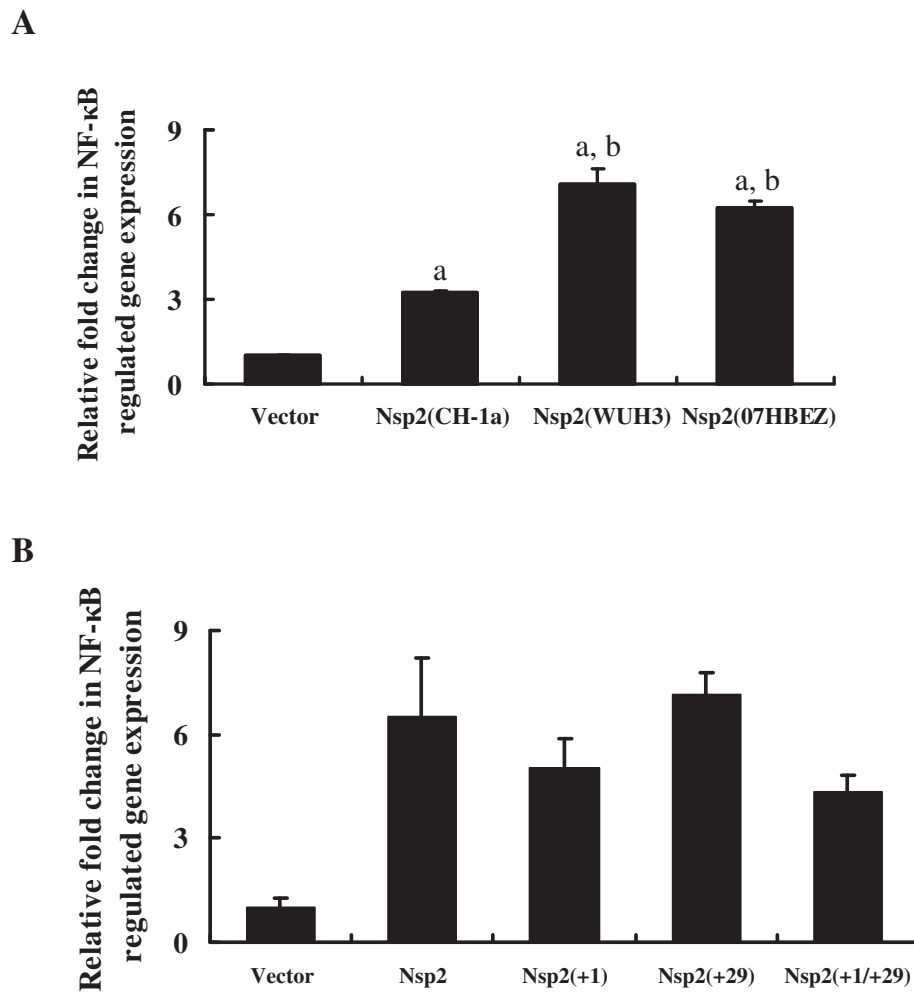 A
Relative fold change in NF-κB
regulated gene expression
9
6
3
0
a
a, b
a, b
Vector
Nsp2(CH-1a)
Nsp2(WUH3)
Nsp2(07HBEZ)
B
Relative fold change in NF-κB
regulated gene expression
9
6
3
0
Vector
Nsp2
Nsp2(+1)
Nsp2(+29)
Nsp2(+1/+29)